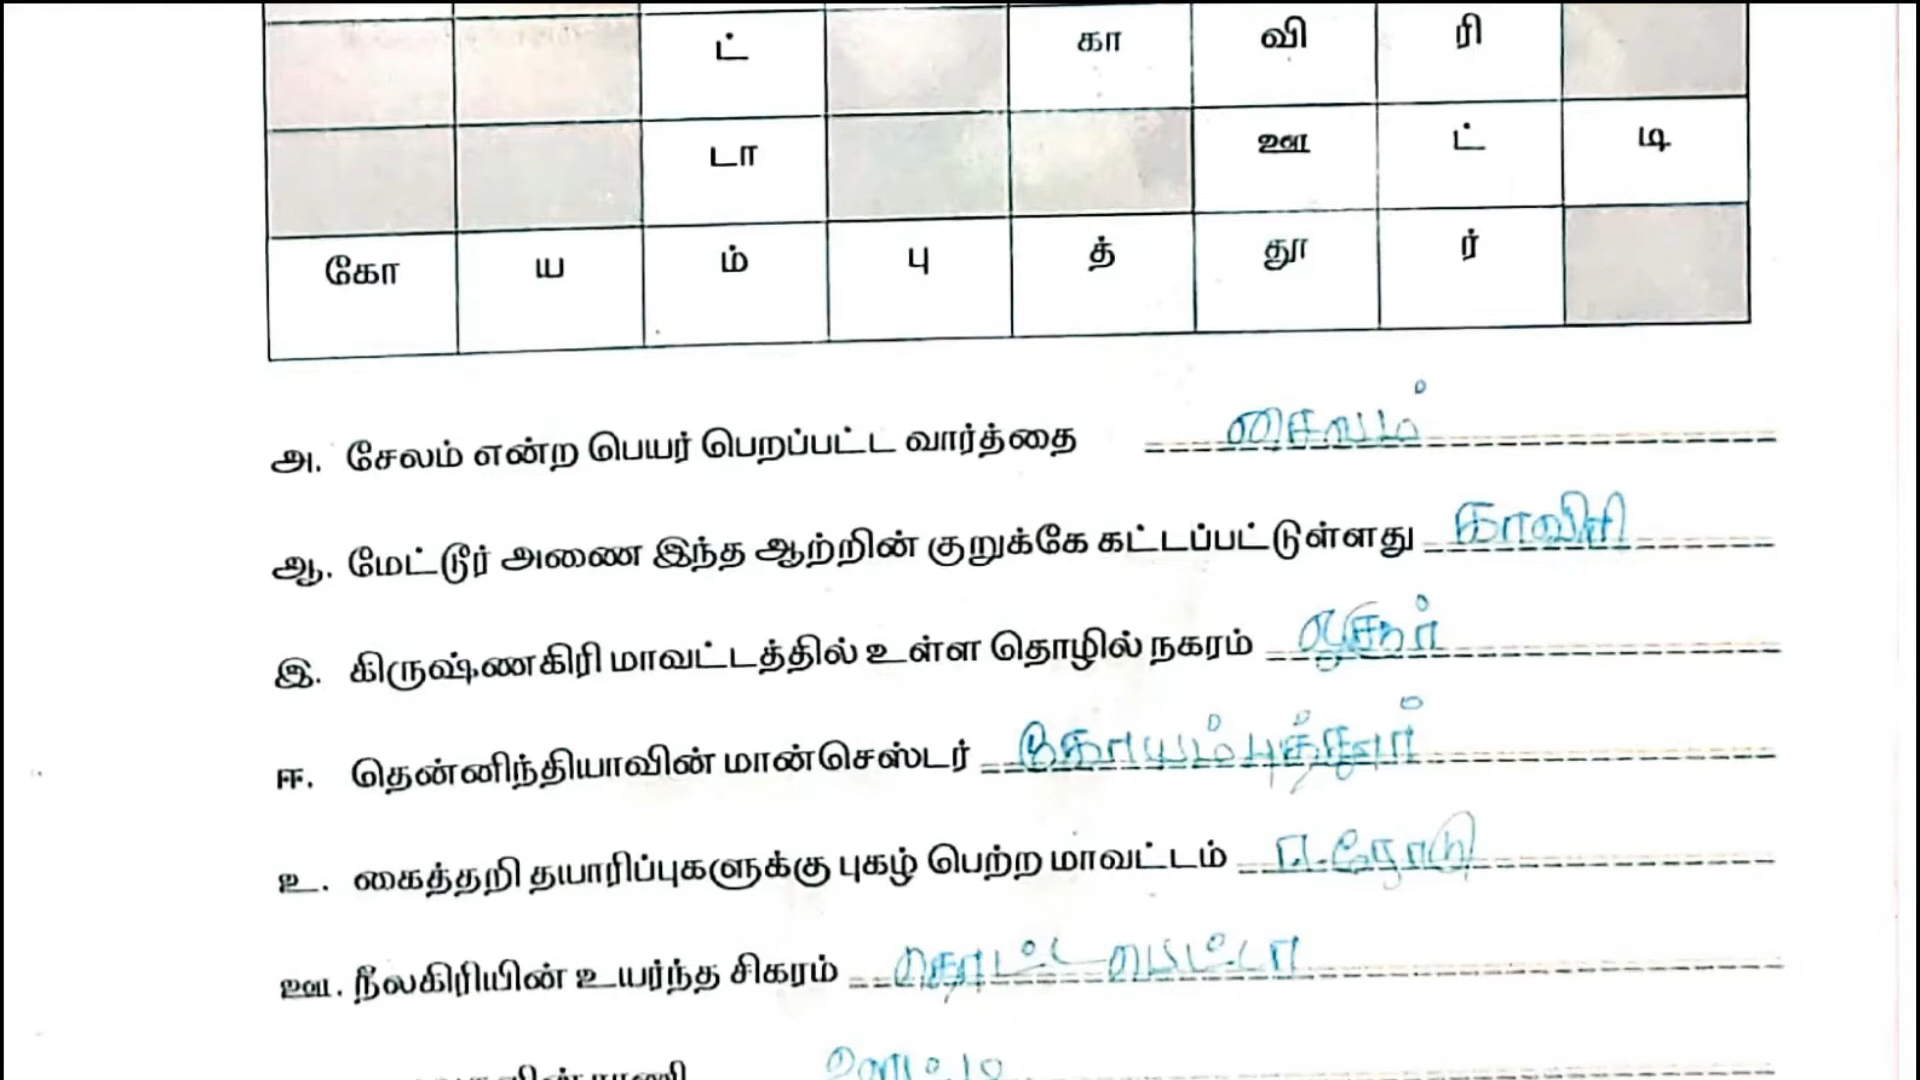 ட் கா வி ரி
டா ஊ ட் டி
கோ ய ம் பு த் தூ ர்
அ. சேலம் என்ற பெயர் பெறப்பட்ட வார்த்தை சைலம்
ஆ. மேட்டூர் அணை இந்த ஆற்றின் குறுக்கே கட்டப்பட்டுள்ளது காவிரி
இ. கிருஷ்ணகிரி மாவட்டத்தில் உள்ள தொழில் நகரம் ஓசூர்
ஈ. தென்னிந்தியாவின் மான்செஸ்டர் கோயம்புத்தூர்
உ. கைத்தறி தயாரிப்புகளுக்கு புகழ் பெற்ற மாவட்டம் ஈரோடு
ஊ. நீலகிரியின் உயர்ந்த சிகரம் தொட்டபெட்டா
ஊட்டி